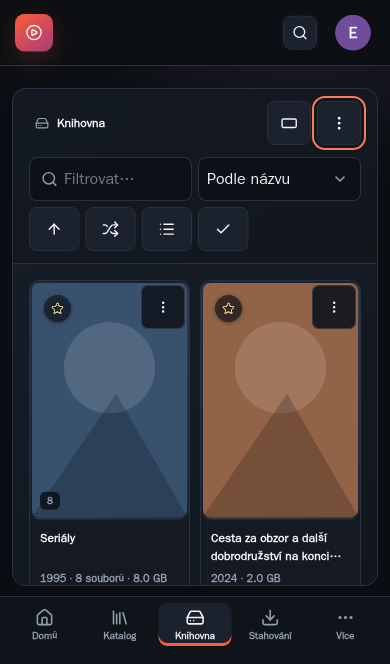 E
Knihovna
Filtrovat···
Podle názvu
8
Seriály
1995 · 8 souborů · 8.0 GB
Cesta za obzor a další
dobrodružství na konci···
2024 · 2.0 GB
Domů
Katalog
Knihovna
Stahování
Více